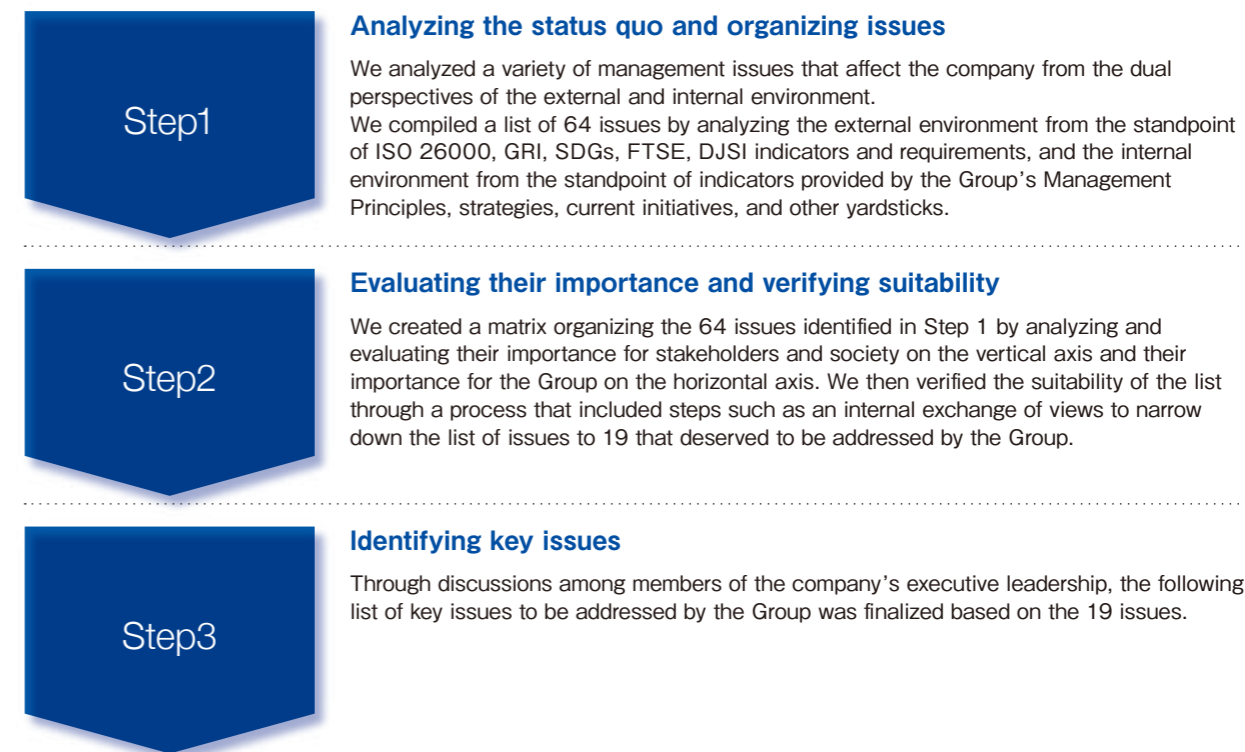 Step1
Analyzing the status quo and organizing issues
We analyzed a variety of management issues that affect the company from the dual
perspectives of the external and internal environment.
We compiled a list of 64 issues by analyzing the external environment from the standpoint
of ISO 26000, GRI, SDGs, FTSE, DJSI indicators and requirements, and the internal
environment from the standpoint of indicators provided by the Group’s Management
Principles, strategies, current initiatives, and other yardsticks.
Step2
Evaluating their importance and verifying suitability
We created a matrix organizing the 64 issues identified in Step 1 by analyzing and
evaluating their importance for stakeholders and society on the vertical axis and their
importance for the Group on the horizontal axis. We then verified the suitability of the list
through a process that included steps such as an internal exchange of views to narrow
down the list of issues to 19 that deserved to be addressed by the Group.
Step3
Identifying key issues
Through discussions among members of the company’s executive leadership, the following
list of key issues to be addressed by the Group was finalized based on the 19 issues.